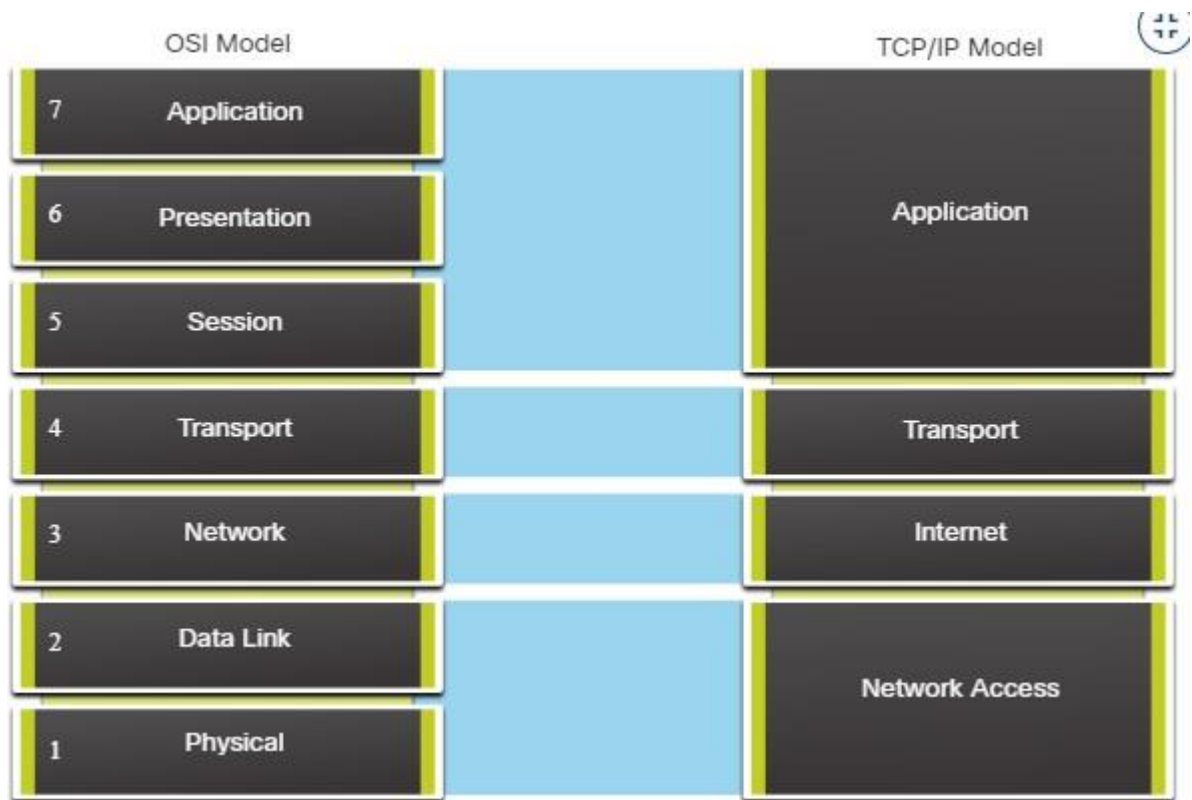 OSI Model
TCP/IP Model
7 Application
6 Presentation
5 Session
4 Transport
3 Network
2 Data Link
1 Physical
Application
Transport
Internet
Network Access